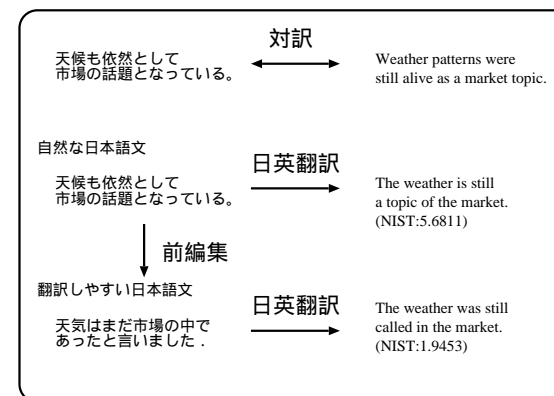 対訳
天候も依然として
市場の話題となっている。
Weather patterns were
still alive as a market topic.
自然な日本語文
日英翻訳
天候も依然として
市場の話題となっている。
The weather is still
a topic of the market.
(NIST:5.6811)
前編集
翻訳しやすい日本語文
日英翻訳
天気はまだ市場の中で
あったと言いました．
The weather was still
called in the market.
(NIST:1.9453)